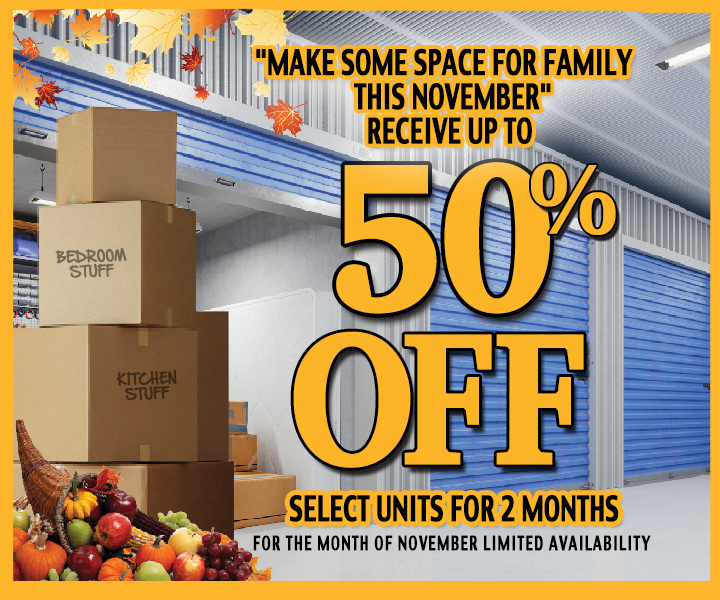 "MAKE SOME SPACE FOR FAMILY
THIS NOVEMBER"
RECEIVE UP TO
50%
OFF
BEDROOM
STUFF
KITCHEN
STUFF
SELECT UNITS FOR 2 MONTHS
FOR THE MONTH OF NOVEMBER LIMITED AVAILABILITY